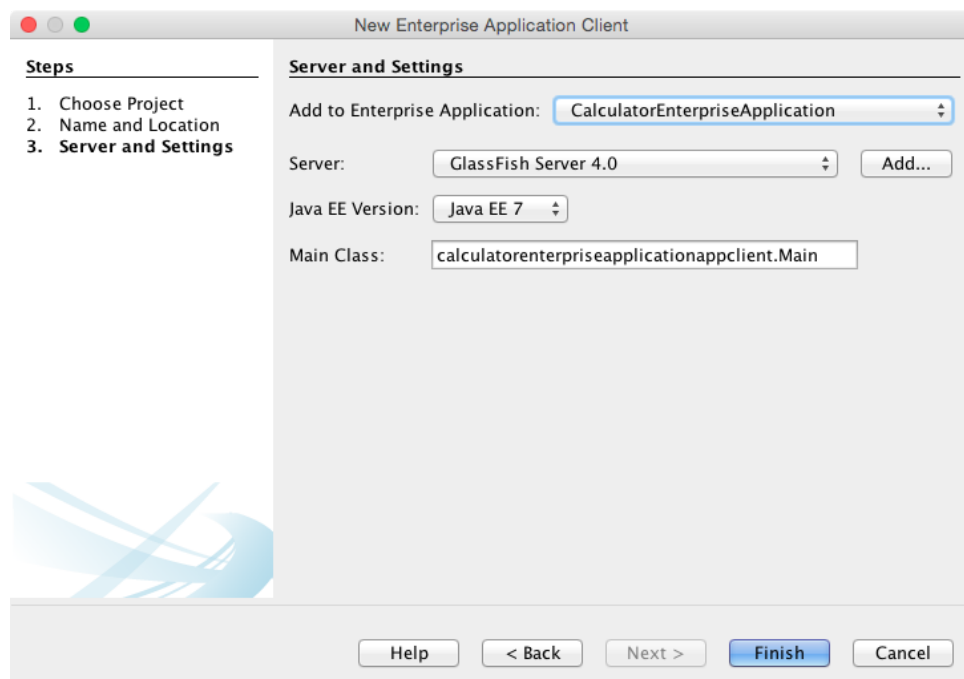 New Enterprise Application Client
Steps
1. Choose Project
2. Name and Location
3. Server and Settings
Server and Settings
Add to Enterprise Application: CalculatorEnterpriseApplication
Server: GlassFish Server 4.0 Add...
Java EE Version: Java EE 7
Main Class: calculatorenterpriseapplicationappclient.Main
Help < Back Next > Finish Cancel